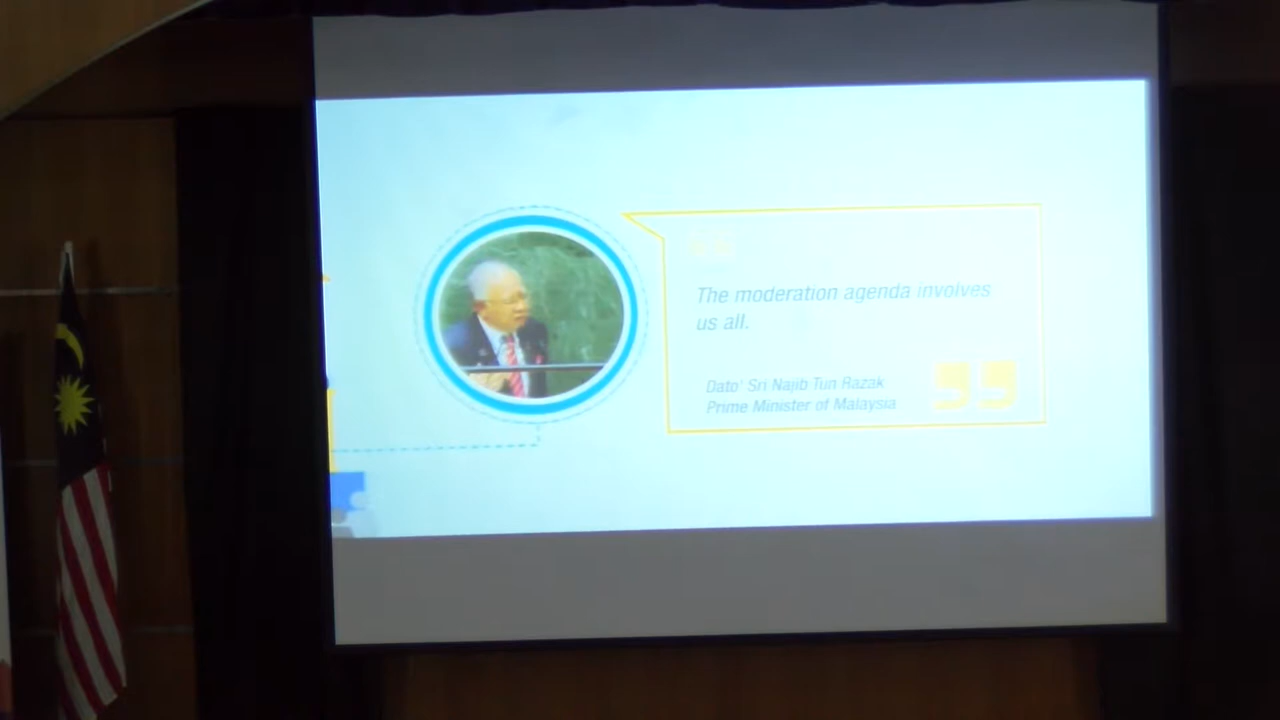 The moderation agenda involves
us all.
Dato' Sri Najib Tun Razak
Prime Minister of Malaysia